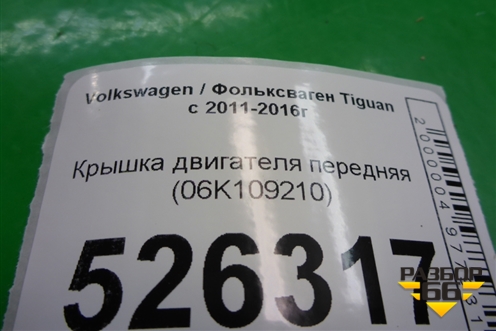 Volkswagen / Фольксваген Tiguan
с 2011-2016г
Крышка двигателя передняя
(06K109210)
526317
РАЗБОР
66